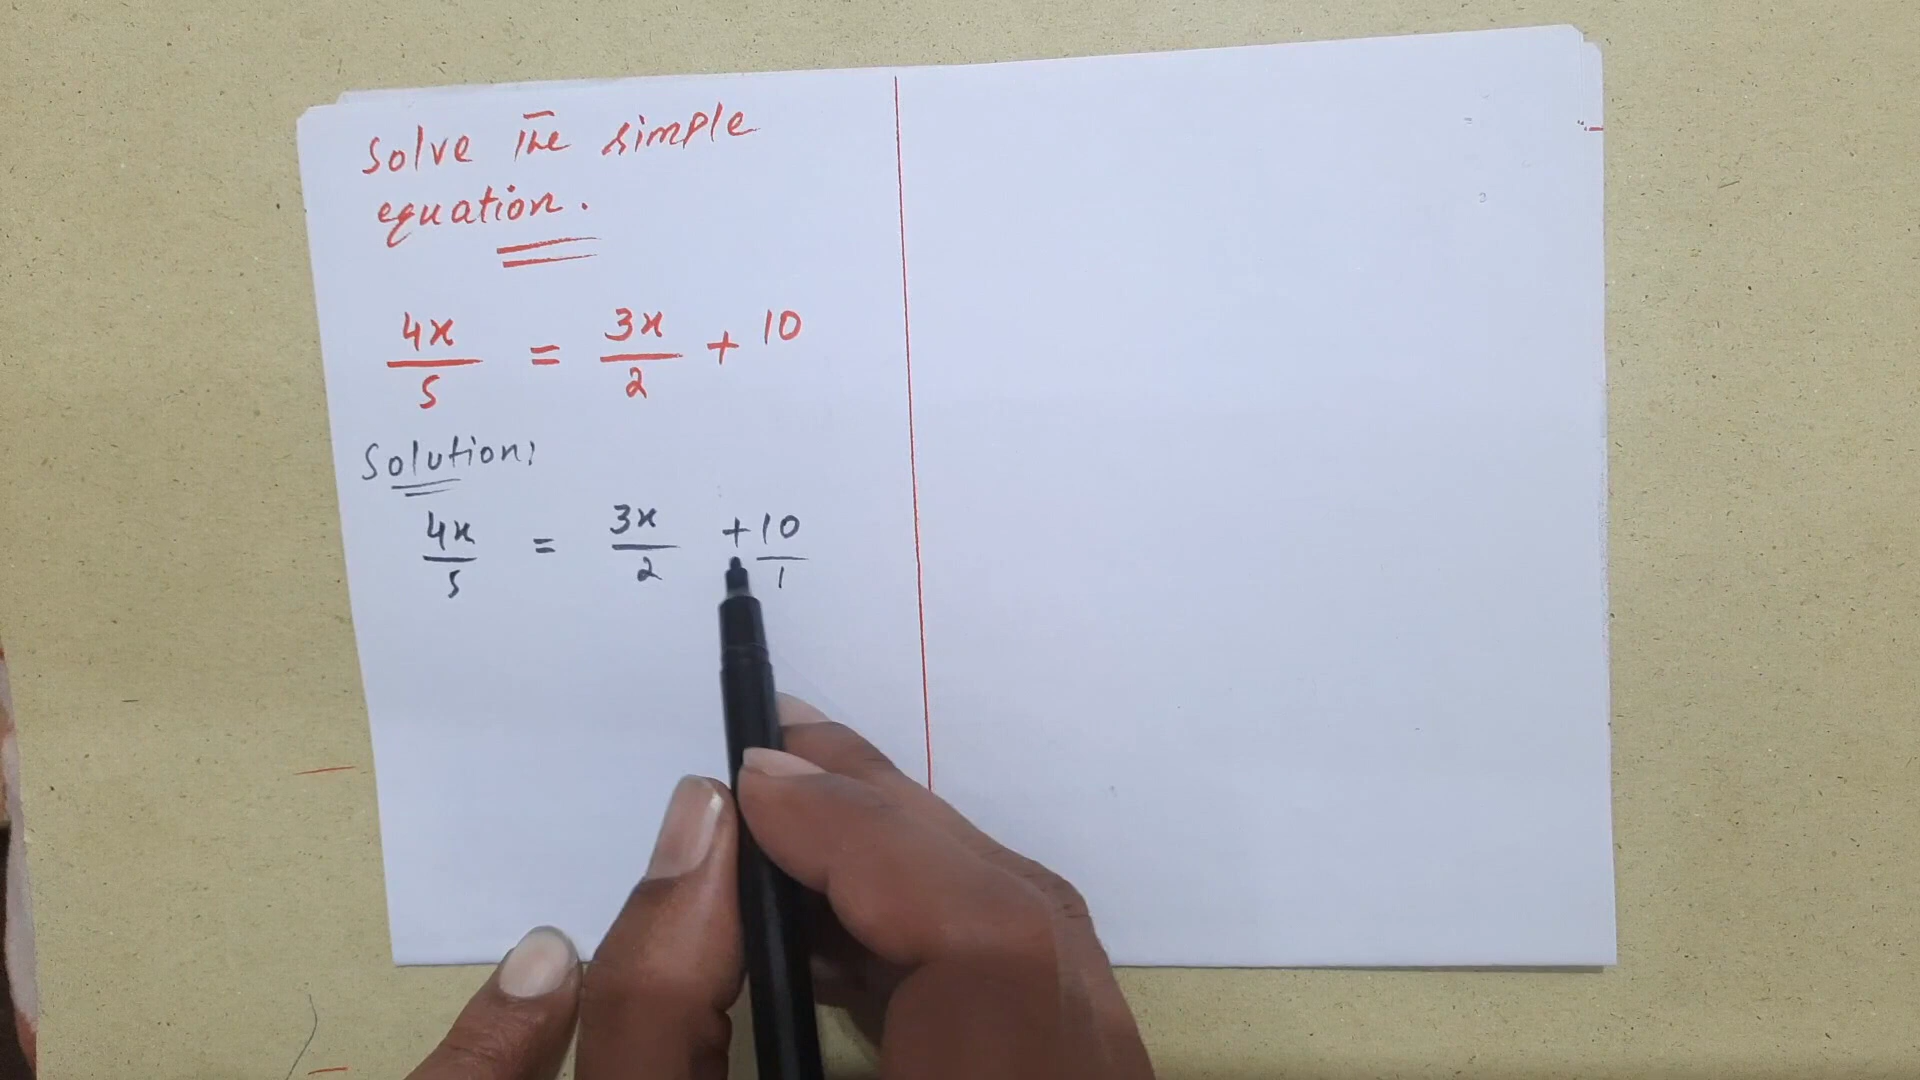 Solve the simple
equation.
4x/5 = 3x/2 + 10
Solution:
4x/5 = 3x/2 + 10/1